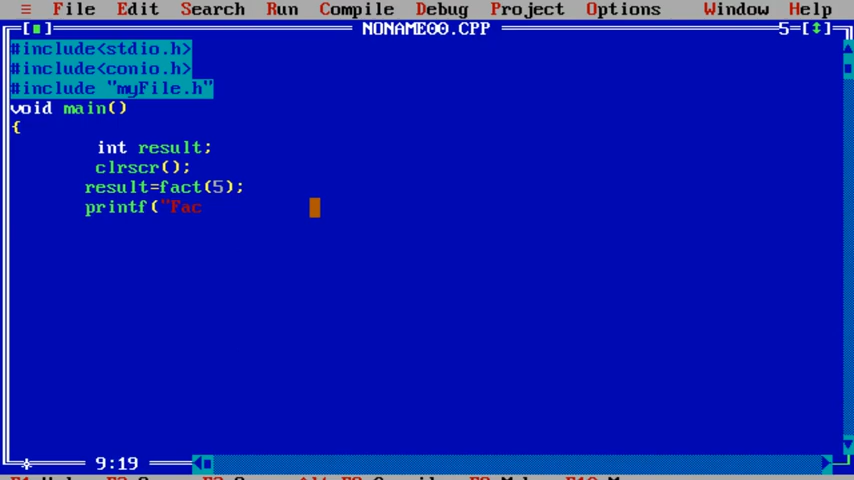 ≡ File Edit Search Run Compile Debug Project Options Window Help
[■] NONAME00.CPP 5=[↕]
#include<stdio.h>
#include<conio.h>
#include "myFile.h"
void main()
{
int result;
clrscr();
result=fact(5);
printf("Fac
9:19